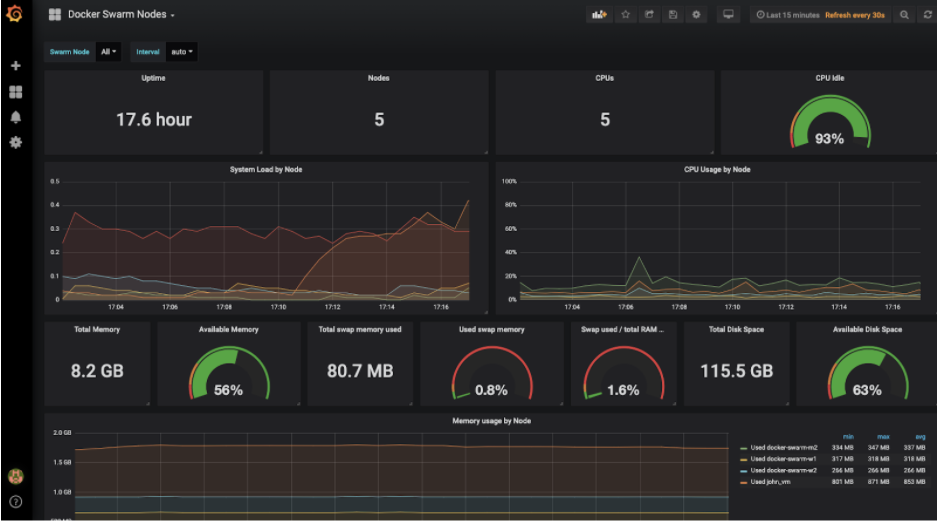 Docker Swarm Nodes
Last 15 minutes Refresh every 30s
Swarm Node All Interval auto
Uptime
17.6 hour
Nodes
5
CPUs
5
CPU Idle
93%
System Load by Node
0.5
0.4
0.3
0.2
0.1
0
17:04 17:06 17:08 17:10 17:12 17:14 17:16
CPU Usage by Node
100%
80%
60%
40%
20%
0%
17:04 17:06 17:08 17:10 17:12 17:14 17:16
Total Memory
8.2 GB
Available Memory
56%
Total swap memory used
80.7 MB
Used swap memory
0.8%
Swap used / total RAM ...
1.6%
Total Disk Space
115.5 GB
Available Disk Space
63%
Memory usage by Node
2.0 GB
1.5 GB
1.0 GB
min max avg
Used docker-swarm-m2 334 MB 347 MB 337 MB
Used docker-swarm-w1 317 MB 318 MB 318 MB
Used docker-swarm-w2 266 MB 266 MB 266 MB
Used john_vm 801 MB 871 MB 853 MB